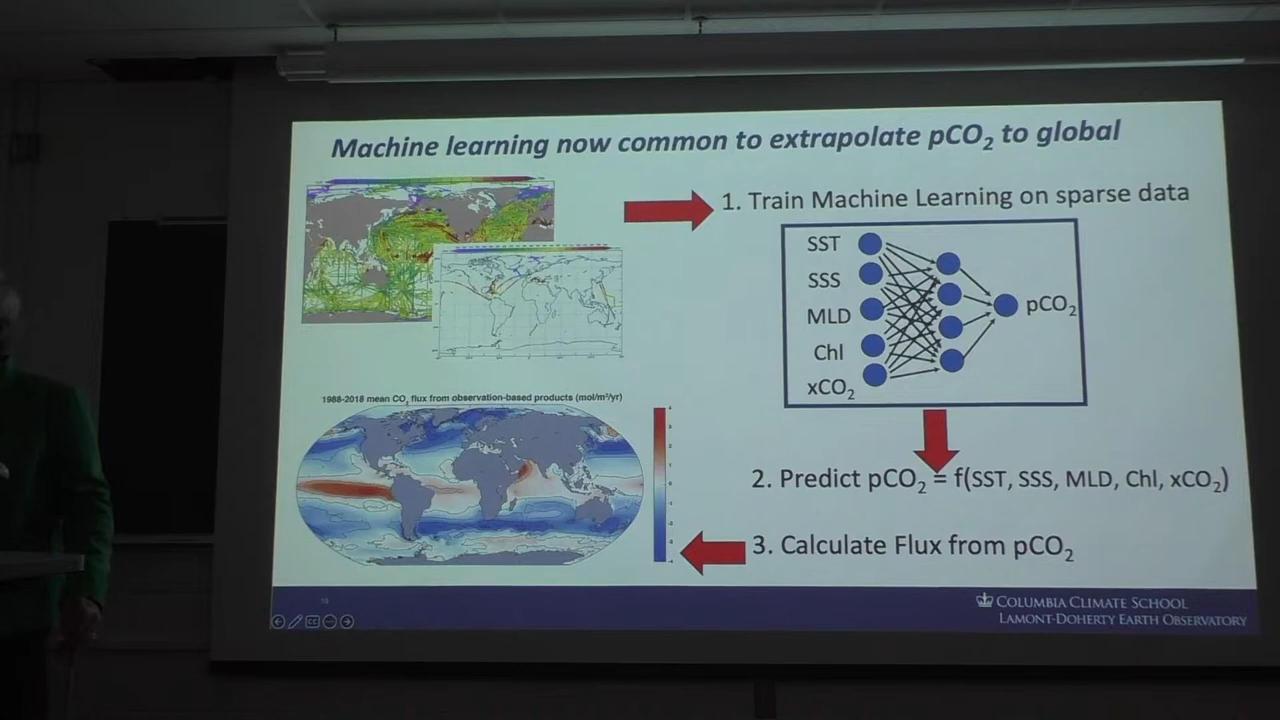 Machine learning now common to extrapolate pCO₂ to global
1. Train Machine Learning on sparse data
SST
SSS
MLD
Chl
xCO₂
pCO₂
2. Predict pCO₂ = f(SST, SSS, MLD, Chl, xCO₂)
1988-2018 mean CO₂ flux from observation-based products (mol/m²/yr)
3. Calculate Flux from pCO₂
COLUMBIA CLIMATE SCHOOL
LAMONT-DOHERTY EARTH OBSERVATORY